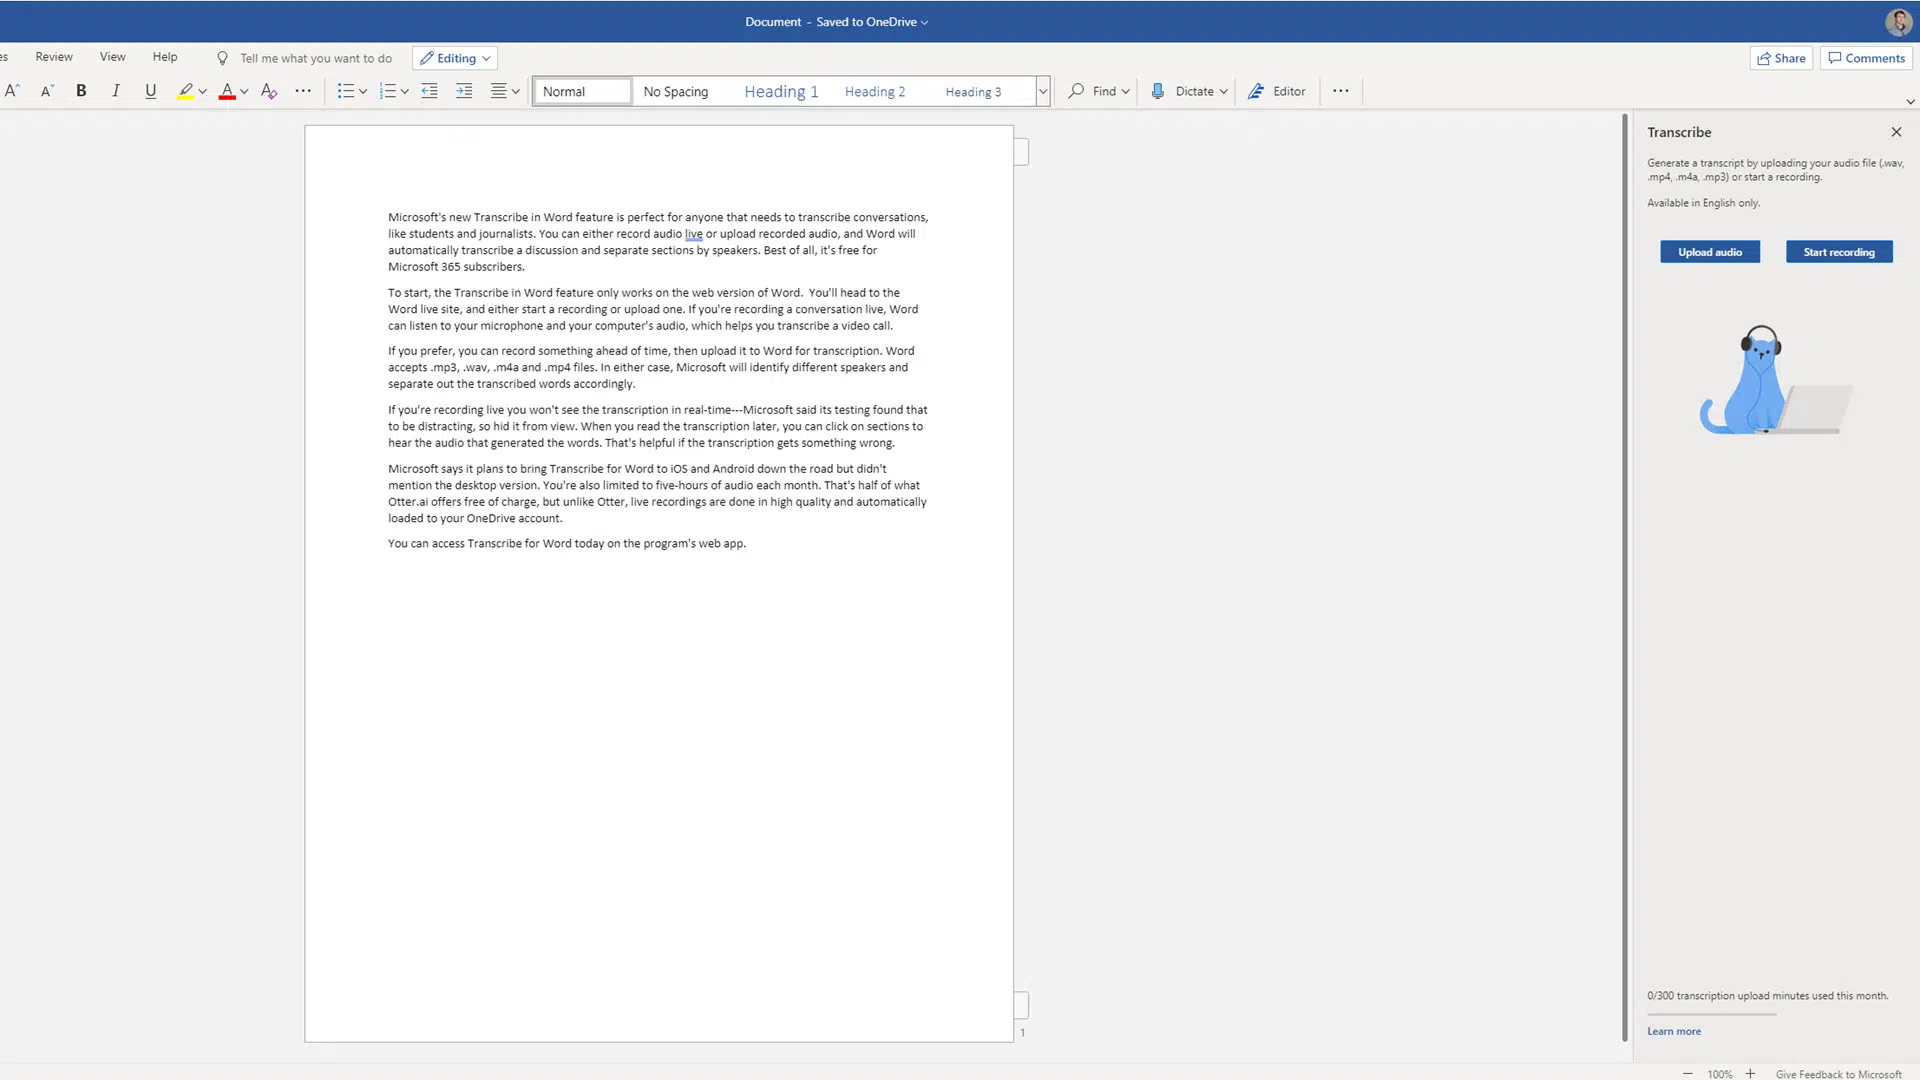 Document - Saved to OneDrive
es Review View Help Tell me what you want to do Editing Share Comments
A A B I U A A Normal No Spacing Heading 1 Heading 2 Heading 3 Find Dictate Editor
Microsoft's new Transcribe in Word feature is perfect for anyone that needs to transcribe conversations,
like students and journalists. You can either record audio live or upload recorded audio, and Word will
automatically transcribe a discussion and separate sections by speakers. Best of all, it's free for
Microsoft 365 subscribers.
To start, the Transcribe in Word feature only works on the web version of Word.  You'll head to the
Word live site, and either start a recording or upload one. If you're recording a conversation live, Word
can listen to your microphone and your computer's audio, which helps you transcribe a video call.
If you prefer, you can record something ahead of time, then upload it to Word for transcription. Word
accepts .mp3, .wav, .m4a and .mp4 files. In either case, Microsoft will identify different speakers and
separate out the transcribed words accordingly.
If you're recording live you won't see the transcription in real-time---Microsoft said its testing found that
to be distracting, so hid it from view. When you read the transcription later, you can click on sections to
hear the audio that generated the words. That's helpful if the transcription gets something wrong.
Microsoft says it plans to bring Transcribe for Word to iOS and Android down the road but didn't
mention the desktop version. You're also limited to five-hours of audio each month. That's half of what
Otter.ai offers free of charge, but unlike Otter, live recordings are done in high quality and automatically
loaded to your OneDrive account.
You can access Transcribe for Word today on the program's web app.
1
Transcribe
Generate a transcript by uploading your audio file (.wav,
.mp4, .m4a, .mp3) or start a recording.
Available in English only.
Upload audio Start recording
0/300 transcription upload minutes used this month.
Learn more
100% Give Feedback to Microsoft